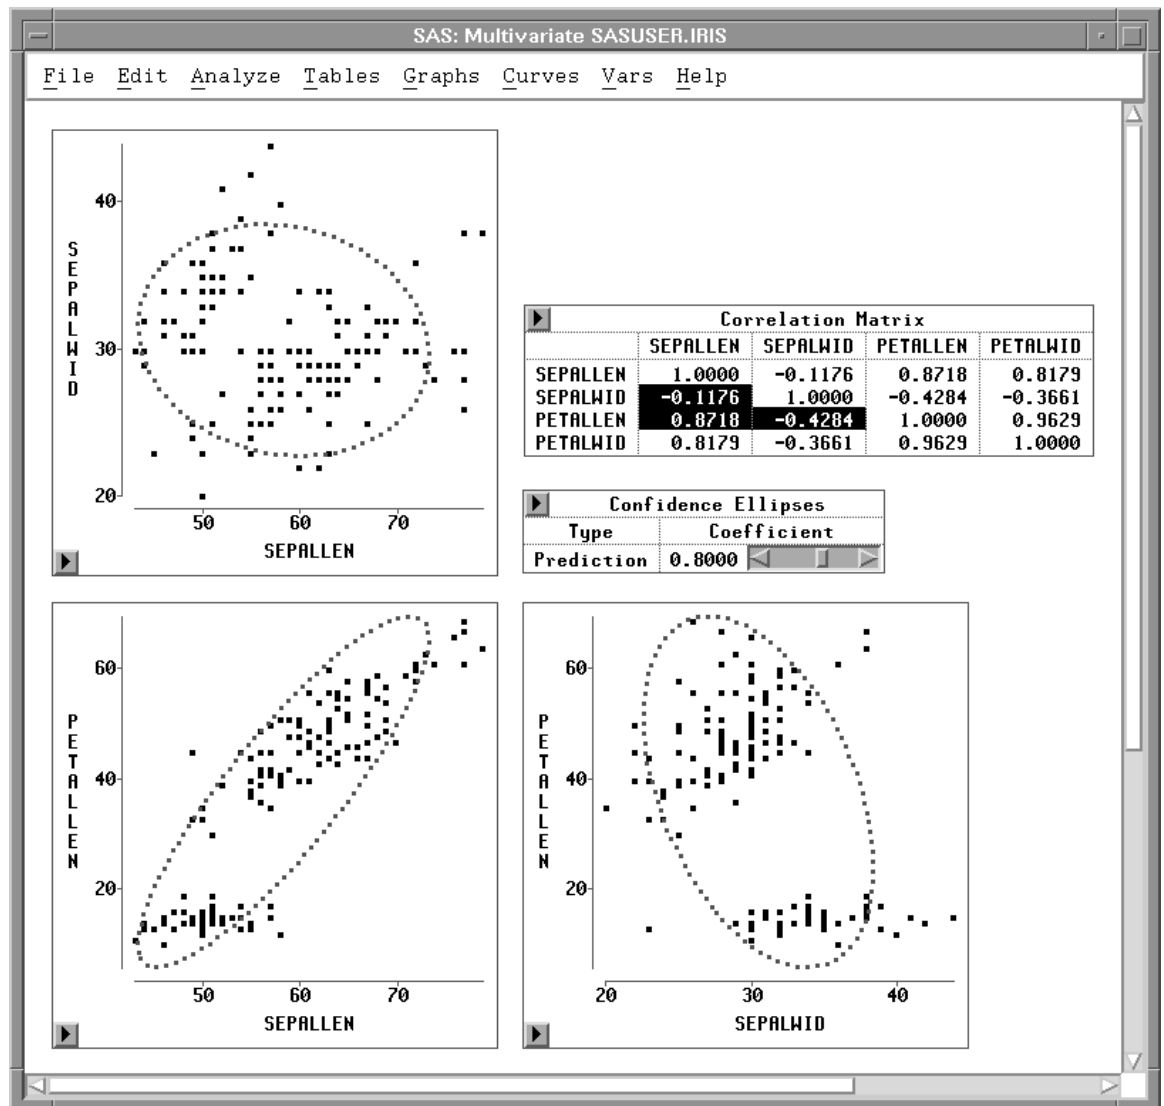 SAS: Multivariate SASUSER.IRIS
File Edit Analyze Tables Graphs Curves Vars Help
SEPALWID
40
30
20
50 60 70
SEPALLEN
Correlation Matrix
SEPALLEN SEPALWID PETALLEN PETALWID
SEPALLEN 1.0000 -0.1176 0.8718 0.8179
SEPALWID -0.1176 1.0000 -0.4284 -0.3661
PETALLEN 0.8718 -0.4284 1.0000 0.9629
PETALWID 0.8179 -0.3661 0.9629 1.0000
Confidence Ellipses
Type Coefficient
Prediction 0.8000
PETALLEN
60
40
20
50 60 70
SEPALLEN
PETALLEN
60
40
20
20 30 40
SEPALWID